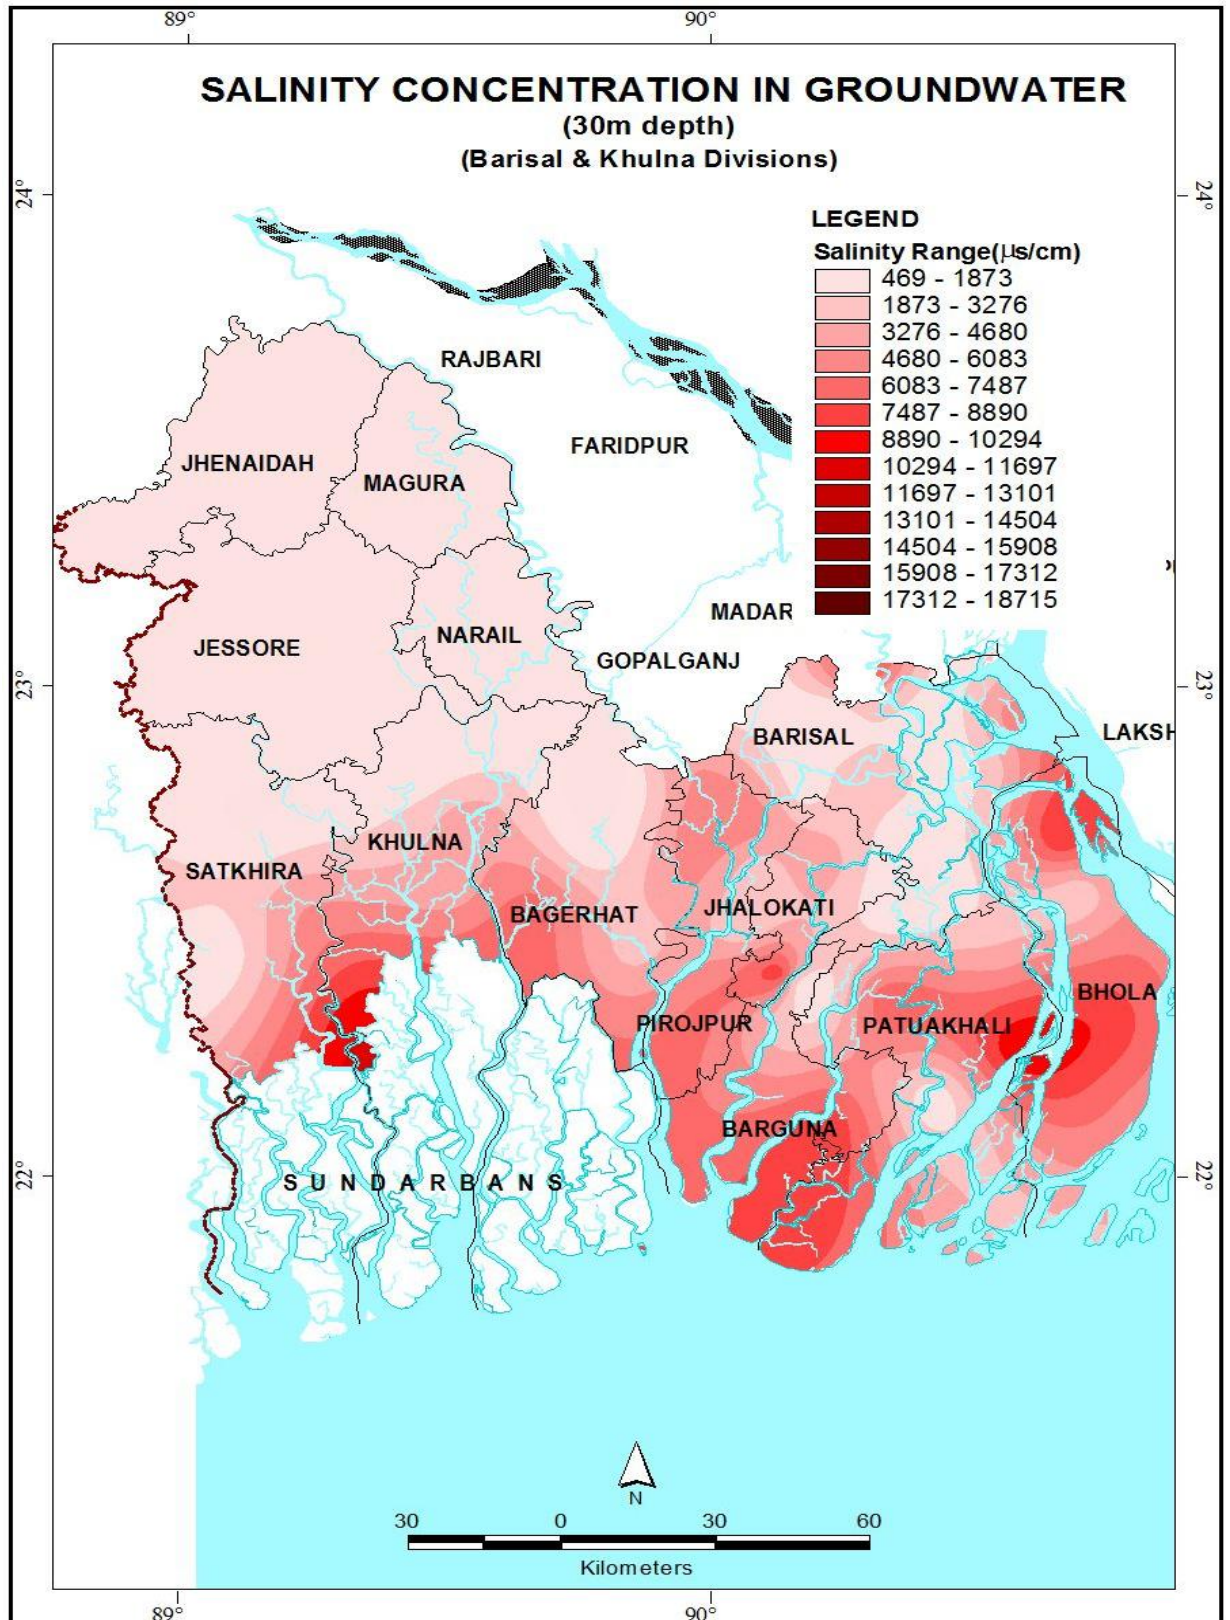 89° 90°
SALINITY CONCENTRATION IN GROUNDWATER
(30m depth)
(Barisal & Khulna Divisions)
24° 24°
LEGEND
Salinity Range(μs/cm)
469 - 1873
1873 - 3276
3276 - 4680
4680 - 6083
6083 - 7487
7487 - 8890
8890 - 10294
10294 - 11697
11697 - 13101
13101 - 14504
14504 - 15908
15908 - 17312
17312 - 18715
RAJBARI
FARIDPUR
JHENAIDAH
MAGURA
MADAR
NARAIL
JESSORE
GOPALGANJ
23° 23°
BARISAL
LAKSH
KHULNA
SATKHIRA
BAGERHAT
JHALOKATI
BHOLA
PIROJPUR
PATUAKHALI
BARGUNA
22° 22°
SUNDARBANS
N
30 0 30 60
Kilometers
89° 90°